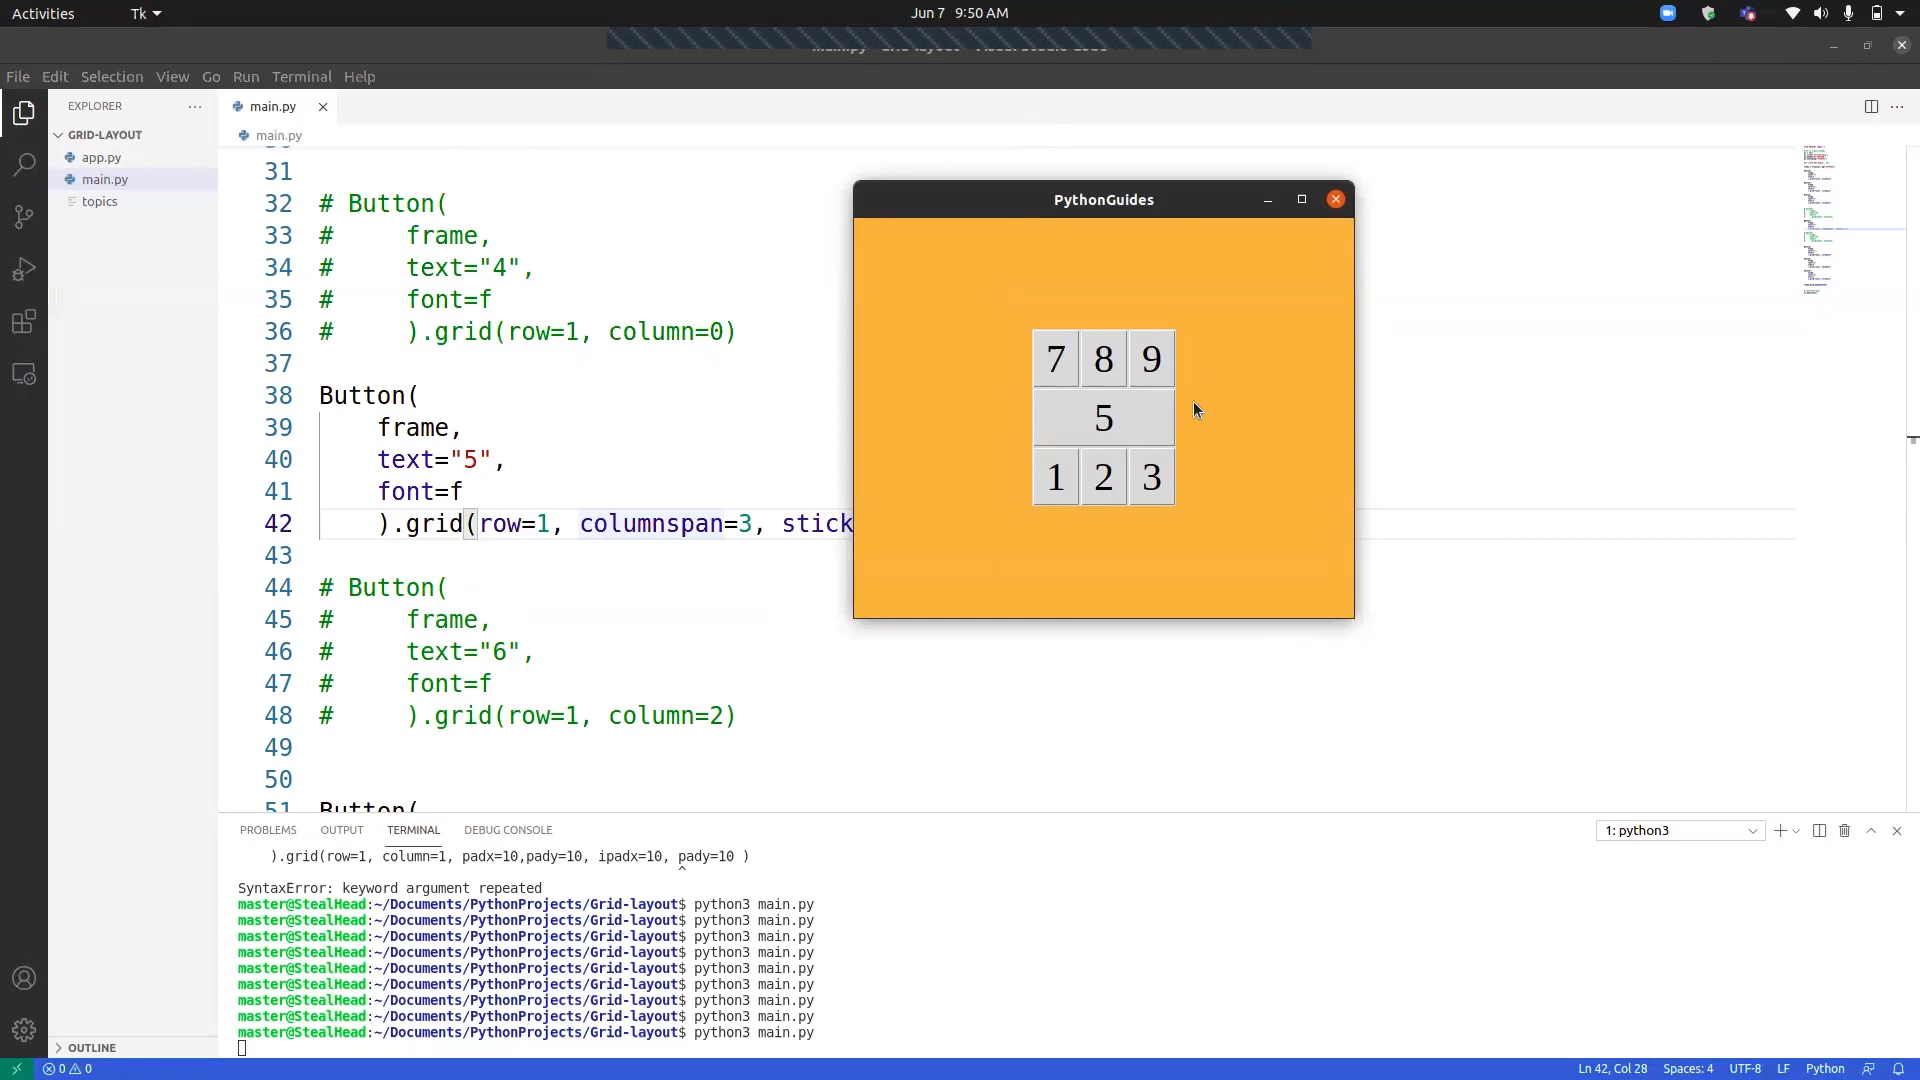 Activities
Tk
Jun 7 9:50 AM
File Edit Selection View Go Run Terminal Help
EXPLORER
GRID-LAYOUT
app.py
main.py
topics
OUTLINE
main.py
main.py
31
32 # Button(
33 #     frame,
34 #     text="4",
35 #     font=f
36 #     ).grid(row=1, column=0)
37
38 Button(
39     frame,
40     text="5",
41     font=f
42     ).grid(row=1, columnspan=3, stick
43
44 # Button(
45 #     frame,
46 #     text="6",
47 #     font=f
48 #     ).grid(row=1, column=2)
49
50
51 Button(
PythonGuides
7 8 9
5
1 2 3
PROBLEMS OUTPUT TERMINAL DEBUG CONSOLE
1: python3
).grid(row=1, column=1, padx=10,pady=10, ipadx=10, pady=10 )
^
SyntaxError: keyword argument repeated
master@StealHead:~/Documents/PythonProjects/Grid-layout$ python3 main.py
master@StealHead:~/Documents/PythonProjects/Grid-layout$ python3 main.py
master@StealHead:~/Documents/PythonProjects/Grid-layout$ python3 main.py
master@StealHead:~/Documents/PythonProjects/Grid-layout$ python3 main.py
master@StealHead:~/Documents/PythonProjects/Grid-layout$ python3 main.py
master@StealHead:~/Documents/PythonProjects/Grid-layout$ python3 main.py
master@StealHead:~/Documents/PythonProjects/Grid-layout$ python3 main.py
master@StealHead:~/Documents/PythonProjects/Grid-layout$ python3 main.py
master@StealHead:~/Documents/PythonProjects/Grid-layout$ python3 main.py
0 0
Ln 42, Col 28 Spaces: 4 UTF-8 LF Python